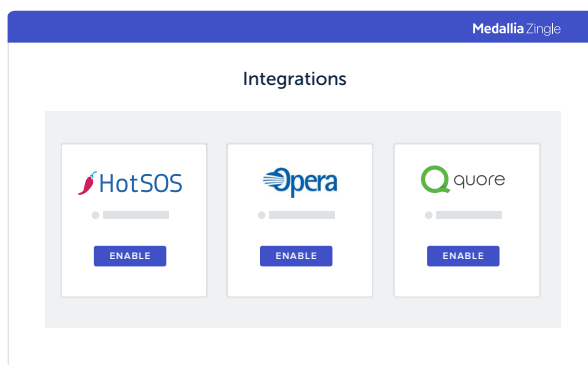 Medallia Zingle
Integrations
HotSOS
Opera
quore
ENABLE
ENABLE
ENABLE